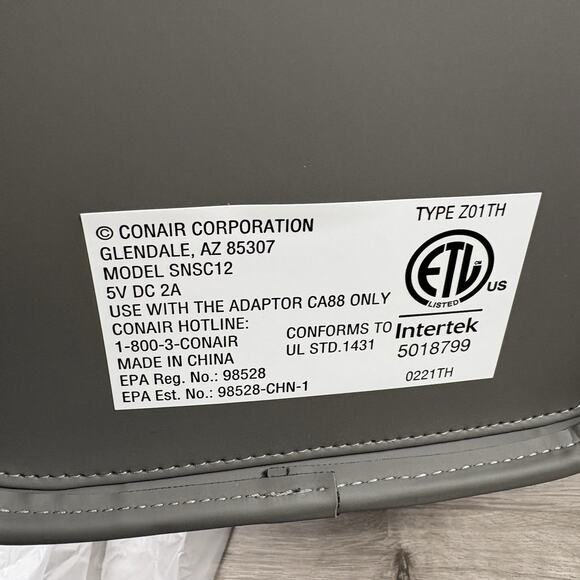 © CONAIR CORPORATION
GLENDALE, AZ 85307
MODEL SNSC12
5V DC 2A
USE WITH THE ADAPTOR CA88 ONLY
CONAIR HOTLINE:
1-800-3-CONAIR
MADE IN CHINA
EPA Reg. No.: 98528
EPA Est. No.: 98528-CHN-1
CONFORMS TO
UL STD.1431
TYPE Z01TH
ETL CM
LISTED
US
Intertek
5018799
0221TH